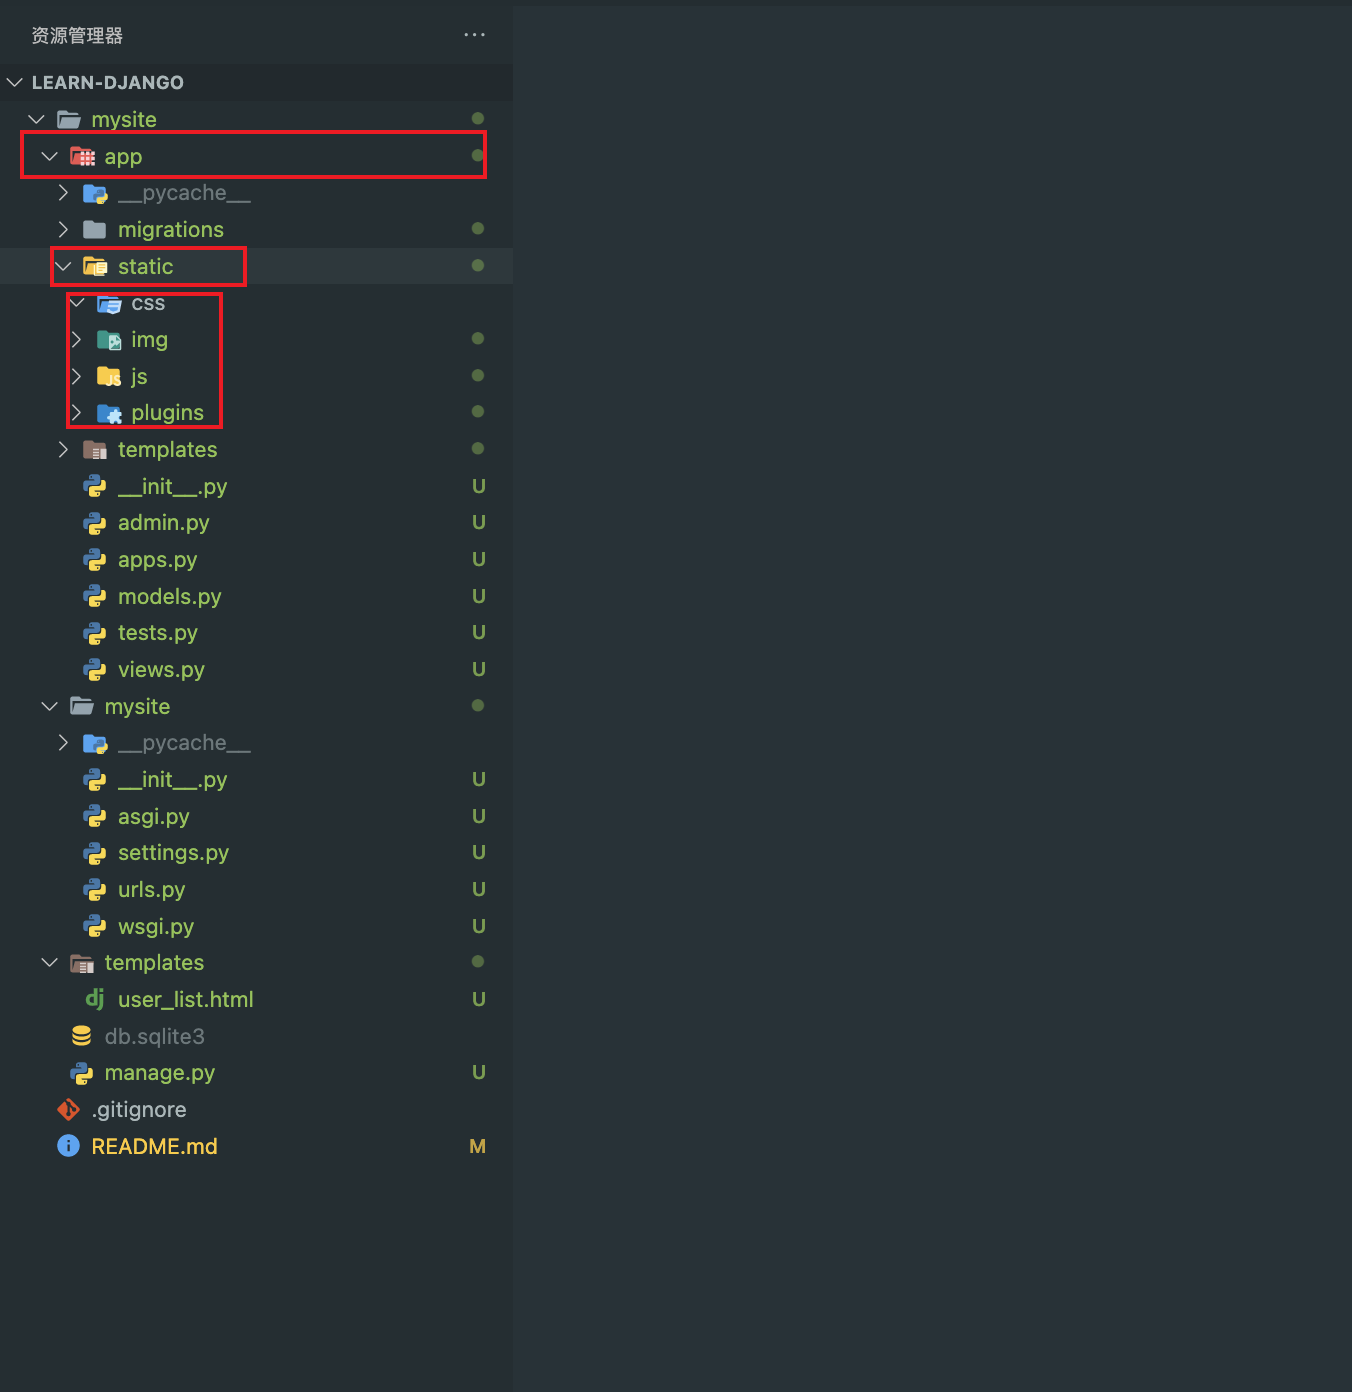 资源管理器 ···
LEARN-DJANGO
mysite
app
__pycache__
migrations
static
css
img
js
plugins
templates
__init__.py U
admin.py U
apps.py U
models.py U
tests.py U
views.py U
mysite
__pycache__
__init__.py U
asgi.py U
settings.py U
urls.py U
wsgi.py U
templates
dj user_list.html U
db.sqlite3
manage.py U
.gitignore
README.md M